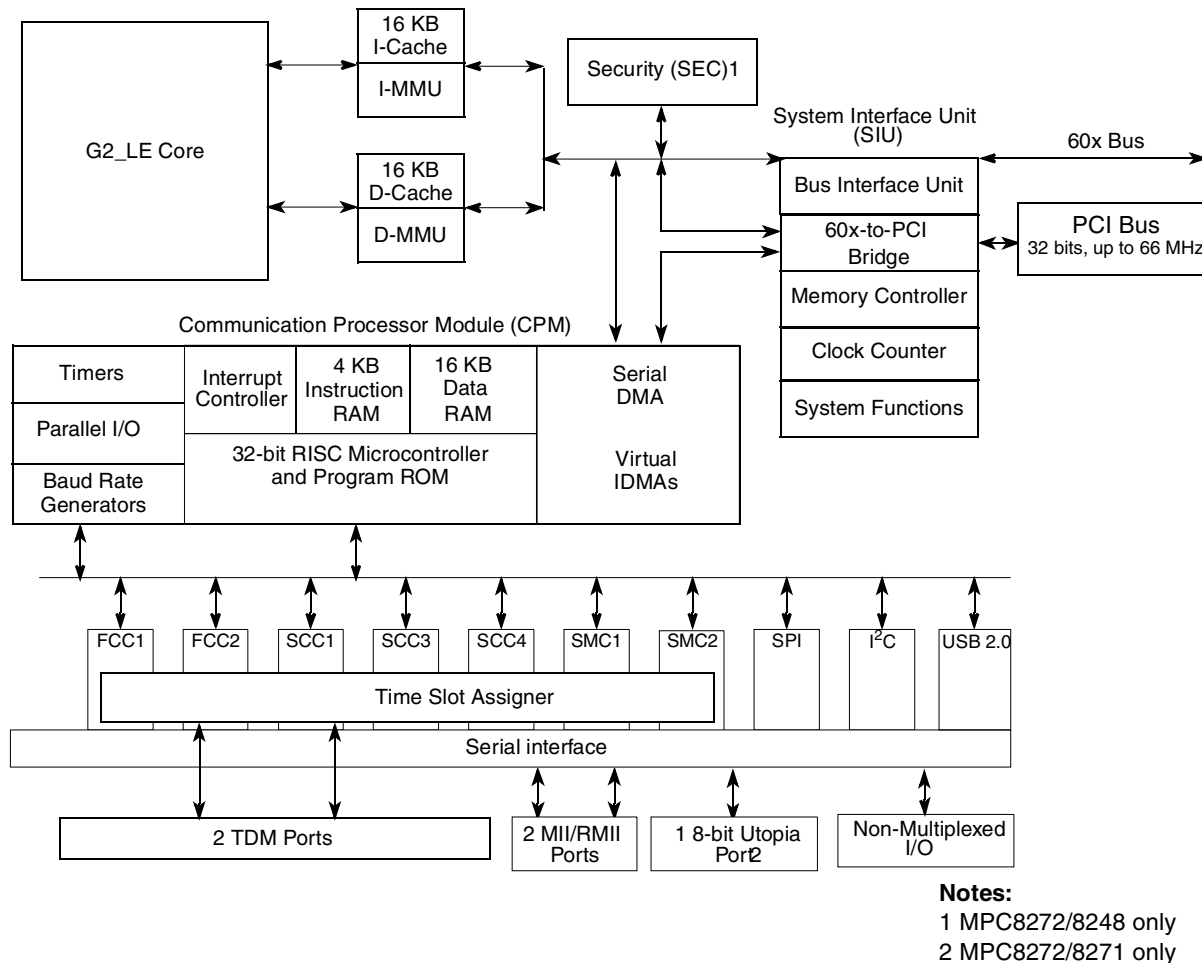 16 KB
I-Cache
I-MMU
Security (SEC)1
G2_LE Core
System Interface Unit
(SIU)
60x Bus
16 KB
D-Cache
D-MMU
Bus Interface Unit
60x-to-PCI
Bridge
PCI Bus
32 bits, up to 66 MHz
Memory Controller
Clock Counter
System Functions
Communication Processor Module (CPM)
Timers
Parallel I/O
Baud Rate
Generators
Interrupt
Controller
4 KB
Instruction
RAM
16 KB
Data
RAM
32-bit RISC Microcontroller
and Program ROM
Serial
DMA
Virtual
IDMAs
FCC1
FCC2
SCC1
SCC3
SCC4
SMC1
SMC2
SPI
I²C
USB 2.0
Time Slot Assigner
Serial interface
2 TDM Ports
2 MII/RMII
Ports
1 8-bit Utopia
Port2
Non-Multiplexed
I/O
Notes:
1 MPC8272/8248 only
2 MPC8272/8271 only